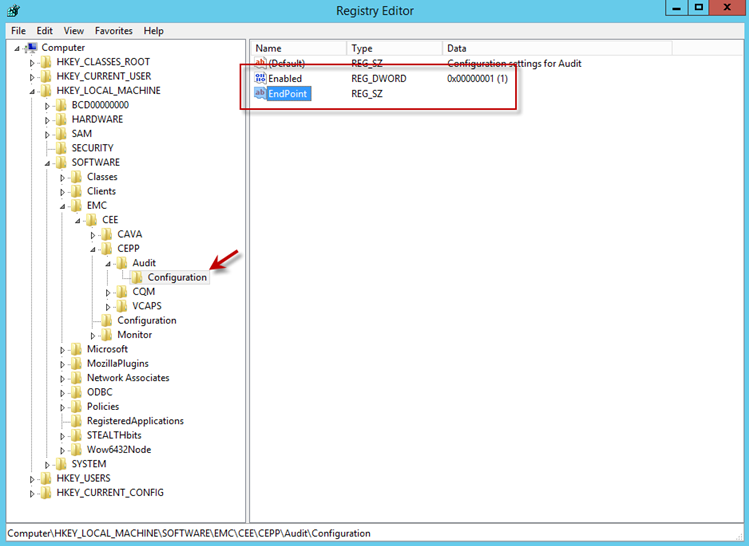 Registry Editor
File Edit View Favorites Help
Computer
HKEY_CLASSES_ROOT
HKEY_CURRENT_USER
HKEY_LOCAL_MACHINE
BCD00000000
HARDWARE
SAM
SECURITY
SOFTWARE
Classes
Clients
EMC
CEE
CAVA
CEPP
Audit
Configuration
CQM
VCAPS
Configuration
Monitor
Microsoft
MozillaPlugins
Network Associates
ODBC
Policies
RegisteredApplications
STEALTHbits
Wow6432Node
SYSTEM
HKEY_USERS
HKEY_CURRENT_CONFIG
Name Type Data
ab (Default) REG_SZ Configuration settings for Audit
Enabled REG_DWORD 0x00000001 (1)
ab EndPoint REG_SZ
Computer\HKEY_LOCAL_MACHINE\SOFTWARE\EMC\CEE\CEPP\Audit\Configuration